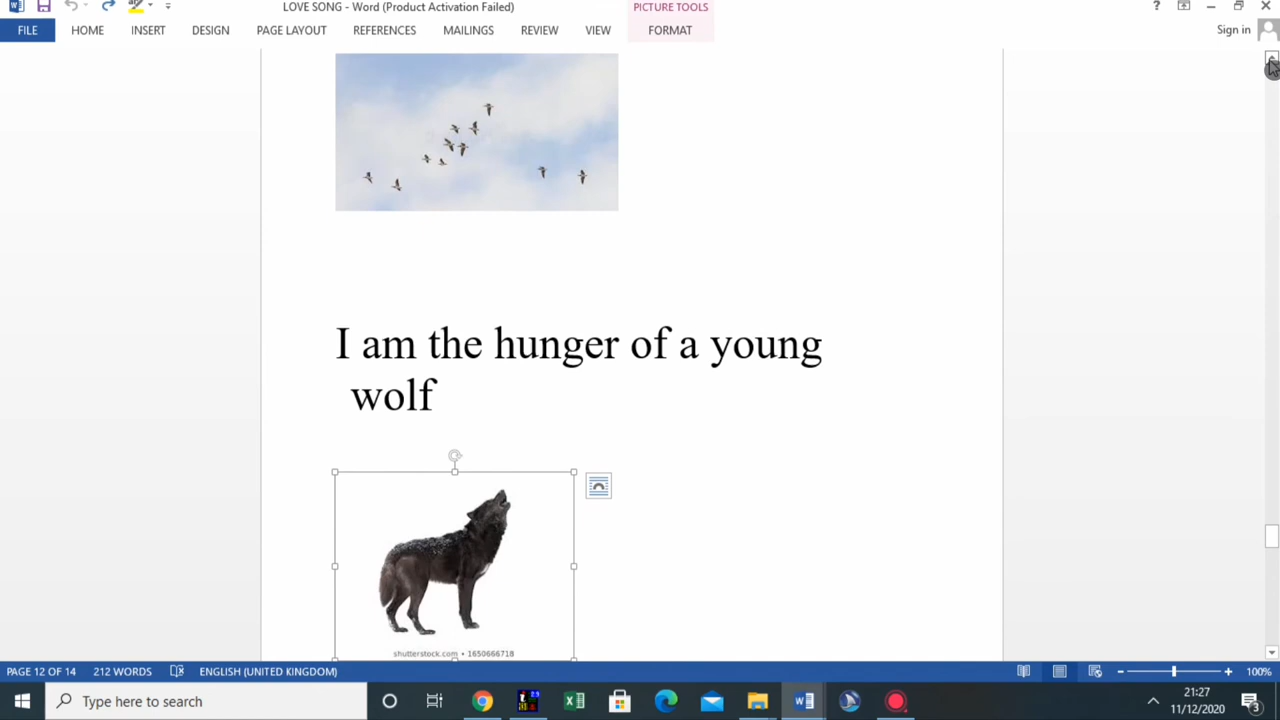 LOVE SONG - Word (Product Activation Failed)
PICTURE TOOLS
?
FILE
HOME
INSERT
DESIGN
PAGE LAYOUT
REFERENCES
MAILINGS
REVIEW
VIEW
FORMAT
Sign in
I am the hunger of a young
wolf
shutterstock.com • 1650666718
PAGE 12 OF 14
212 WORDS
ENGLISH (UNITED KINGDOM)
100%
Type here to search
21:27
11/12/2020
3